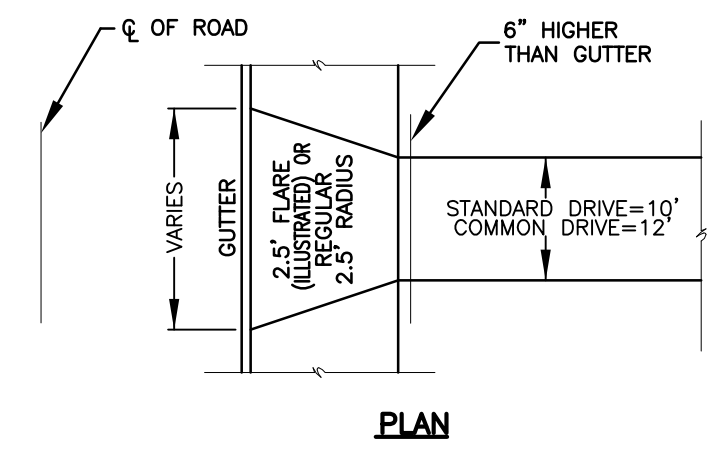 ℄ OF ROAD
6" HIGHER
THAN GUTTER
VARIES
GUTTER
2.5' FLARE
(ILLUSTRATED) OR
REGULAR
2.5' RADIUS
STANDARD DRIVE=10'
COMMON DRIVE=12'
PLAN